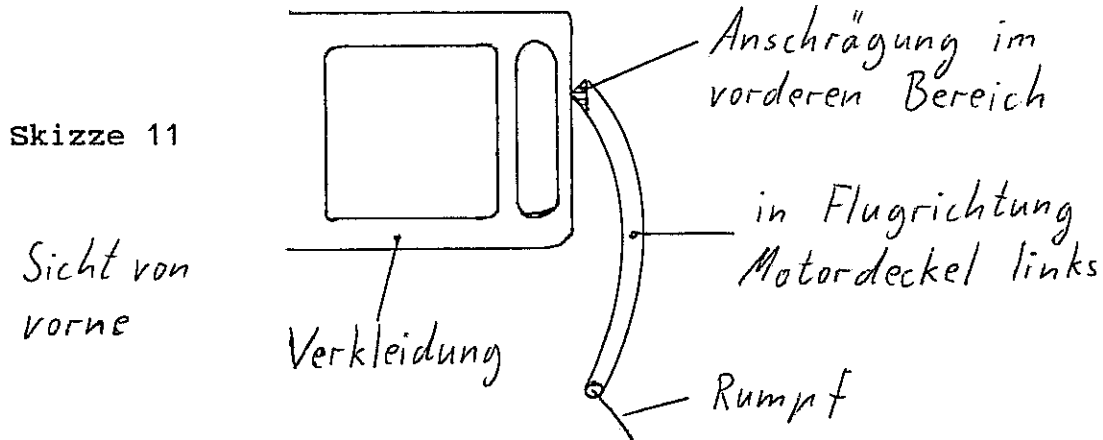 Anschrägung im
vorderen Bereich
Skizze 11
in Flugrichtung
Motordeckel links
Sicht von
vorne
Verkleidung
Rumpf